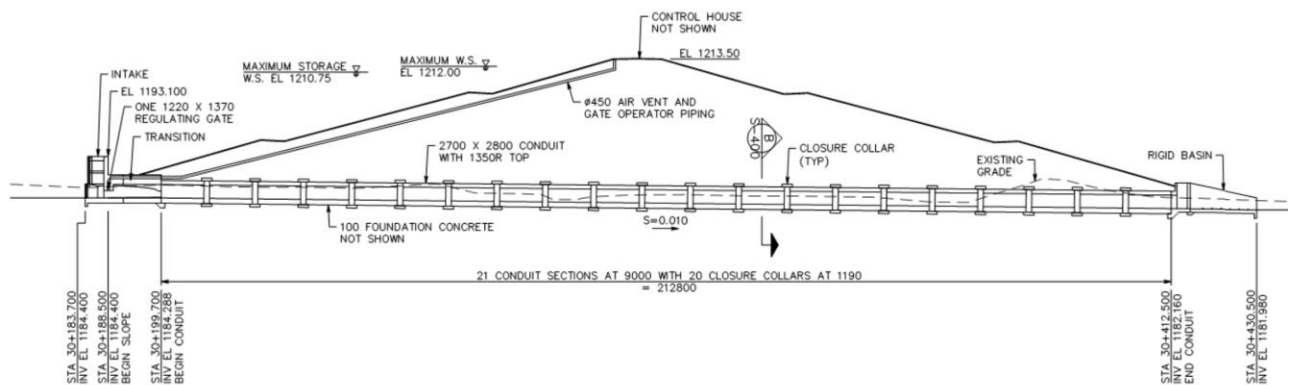 CONTROL HOUSE
NOT SHOWN
EL 1213.50
MAXIMUM STORAGE
W.S. EL 1210.75
MAXIMUM W.S.
EL 1212.00
INTAKE
EL 1193.100
ONE 1220 X 1370
REGULATING GATE
TRANSITION
Ø450 AIR VENT AND
GATE OPERATOR PIPING
2700 X 2800 CONDUIT
WITH 1350R TOP
B
S-400
CLOSURE COLLAR
(TYP)
EXISTING
GRADE
RIGID BASIN
100 FOUNDATION CONCRETE
NOT SHOWN
S=0.010
21 CONDUIT SECTIONS AT 9000 WITH 20 CLOSURE COLLARS AT 1190
= 212800
STA 30+183.700
INV EL 1184.400
STA 30+188.500
INV EL 1184.400
BEGIN SLOPE
STA 30+199.700
INV EL 1184.288
BEGIN CONDUIT
STA 30+412.500
INV EL 1182.160
END CONDUIT
STA 30+430.500
INV EL 1181.980